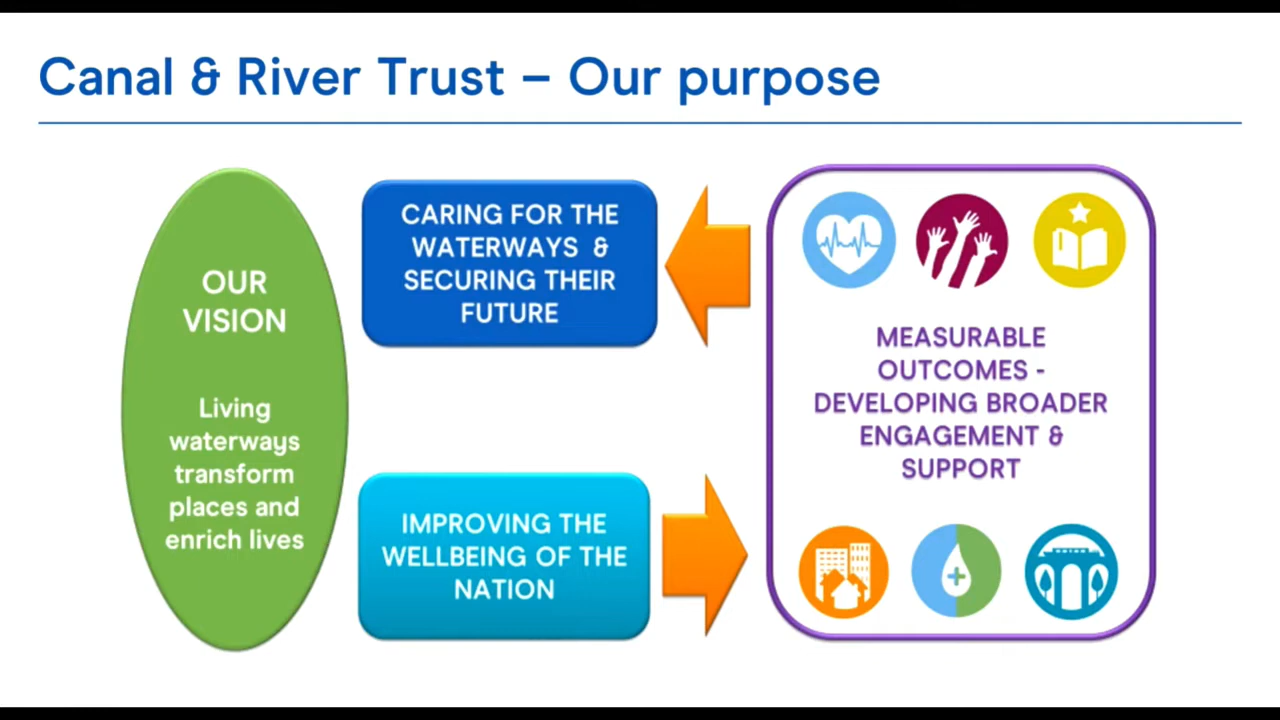 Canal & River Trust – Our purpose
OUR
VISION
Living
waterways
transform
places and
enrich lives
CARING FOR THE
WATERWAYS &
SECURING THEIR
FUTURE
IMPROVING THE
WELLBEING OF THE
NATION
MEASURABLE
OUTCOMES -
DEVELOPING BROADER
ENGAGEMENT &
SUPPORT